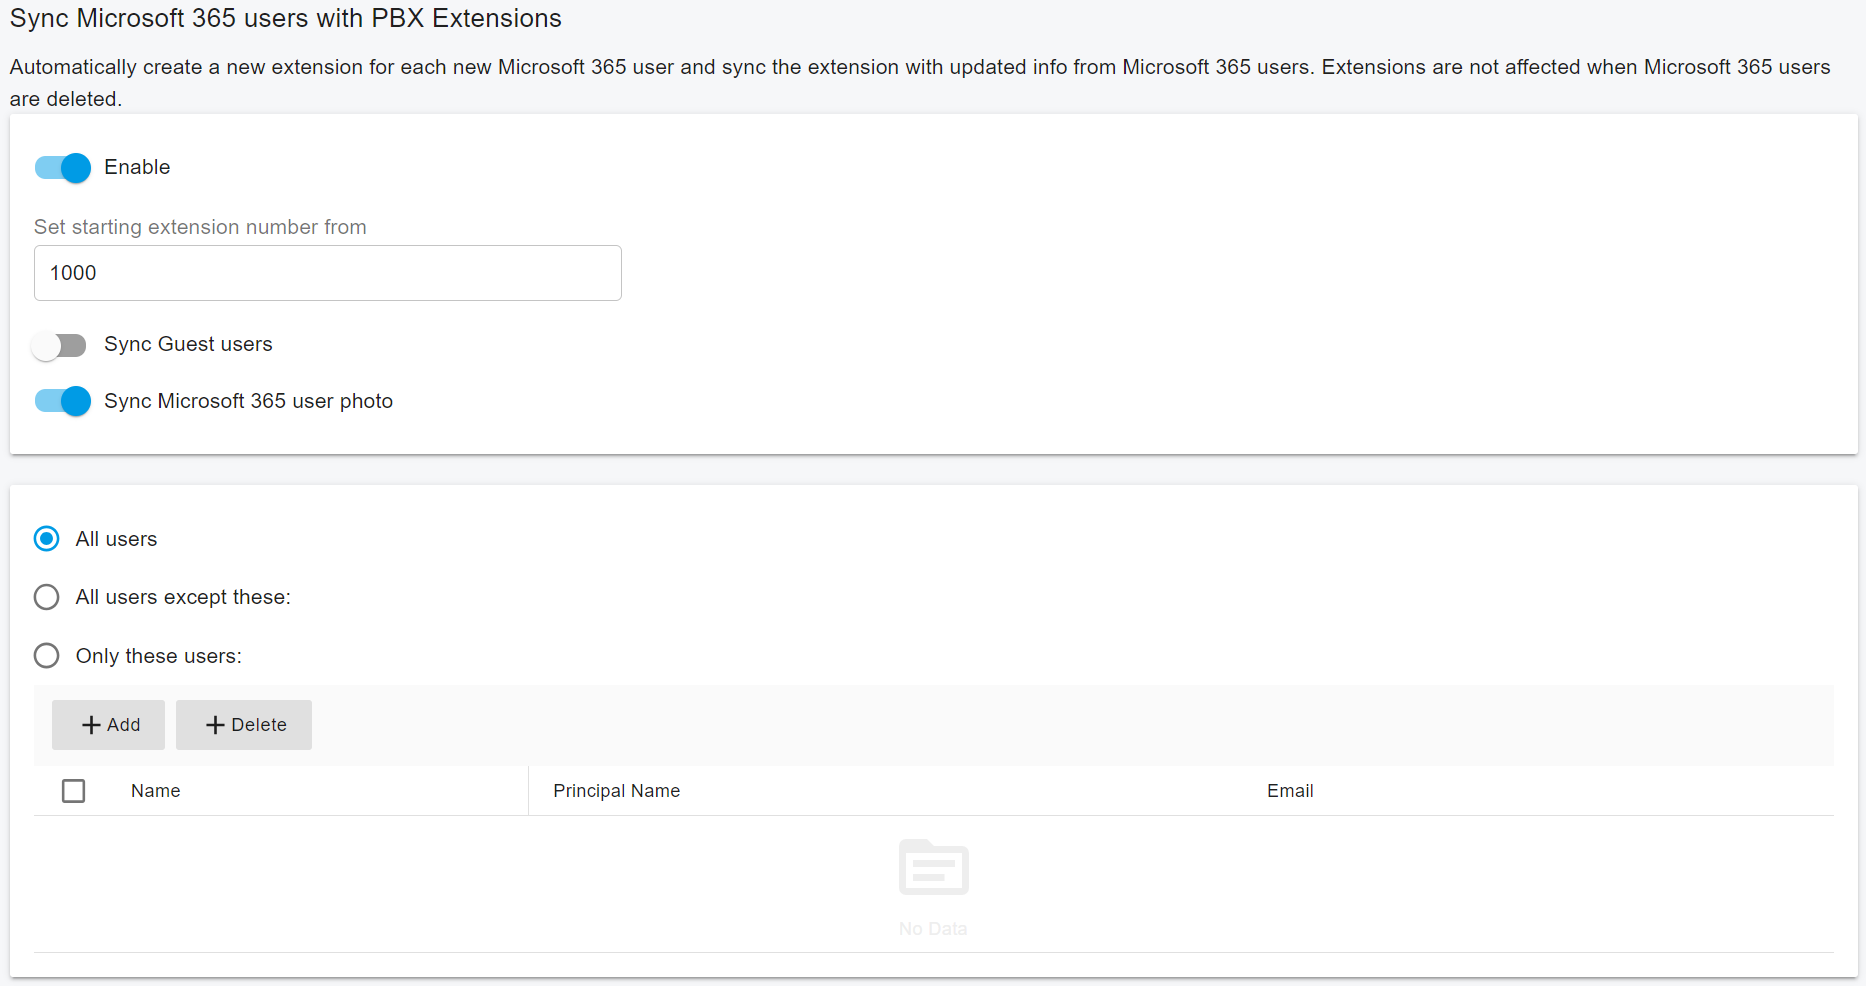 Sync Microsoft 365 users with PBX Extensions
Automatically create a new extension for each new Microsoft 365 user and sync the extension with updated info from Microsoft 365 users. Extensions are not affected when Microsoft 365 users
are deleted.
Enable
Set starting extension number from
1000
Sync Guest users
Sync Microsoft 365 user photo
All users
All users except these:
Only these users:
Add Delete
Name Principal Name Email
No Data